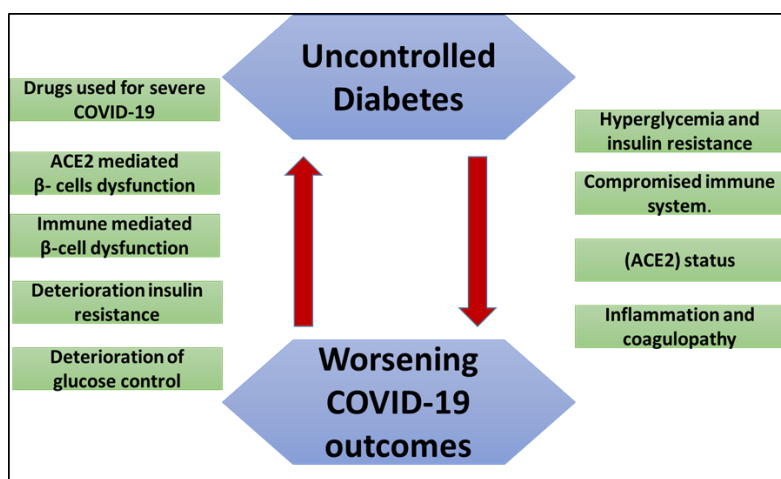 Uncontrolled
Diabetes
Drugs used for severe
COVID-19
ACE2 mediated
β- cells dysfunction
Immune mediated
β-cell dysfunction
Deterioration insulin
resistance
Deterioration of
glucose control
Hyperglycemia and
insulin resistance
Compromised immune
system.
(ACE2) status
Inflammation and
coagulopathy
Worsening
COVID-19
outcomes